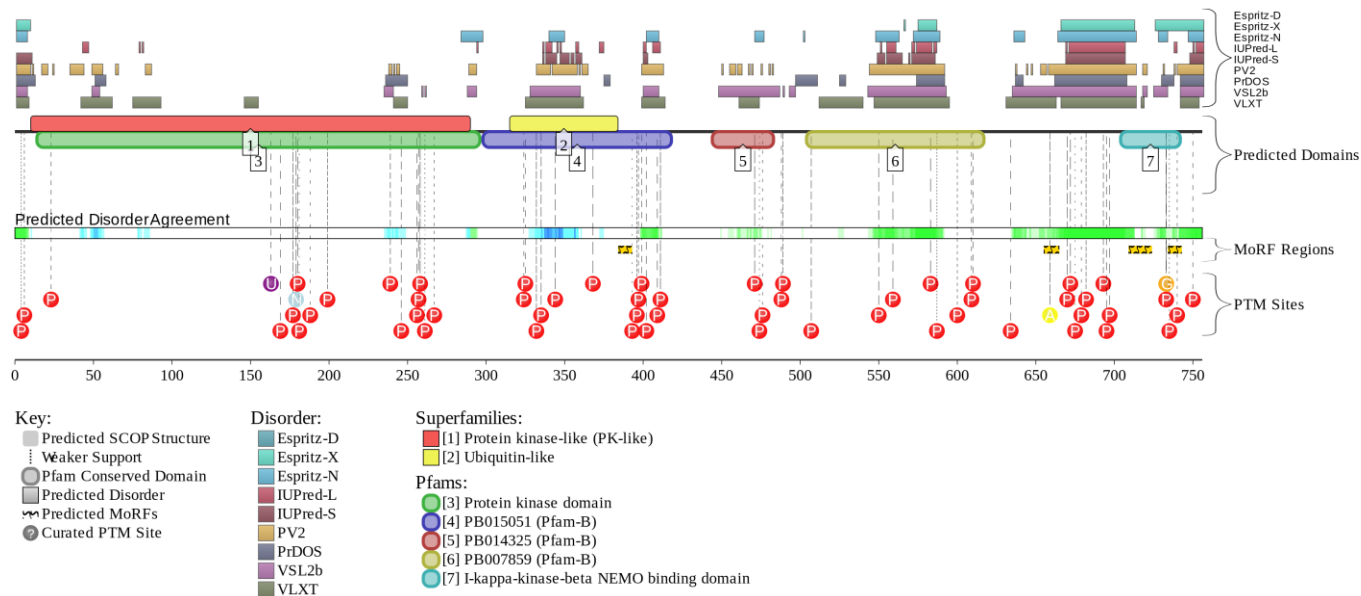 Espritz-D
Espritz-X
Espritz-N
IUPred-L
IUPred-S
PV2
PrDOS
VSL2b
VLXT
1
2
3
4
5
6
7
Predicted Domains
Predicted Disorder Agreement
MoRF Regions
U P P P P P P P P P P G
P N P P P P P P P P P P P P P P
P P P P P P P P P P P A P P P
P P P P P P P P P P P P P P P
PTM Sites
0 50 100 150 200 250 300 350 400 450 500 550 600 650 700 750
Key:
Predicted SCOP Structure
Weaker Support
Pfam Conserved Domain
Predicted Disorder
Predicted MoRFs
? Curated PTM Site
Disorder:
Espritz-D
Espritz-X
Espritz-N
IUPred-L
IUPred-S
PV2
PrDOS
VSL2b
VLXT
Superfamilies:
[1] Protein kinase-like (PK-like)
[2] Ubiquitin-like
Pfams:
[3] Protein kinase domain
[4] PB015051 (Pfam-B)
[5] PB014325 (Pfam-B)
[6] PB007859 (Pfam-B)
[7] I-kappa-kinase-beta NEMO binding domain